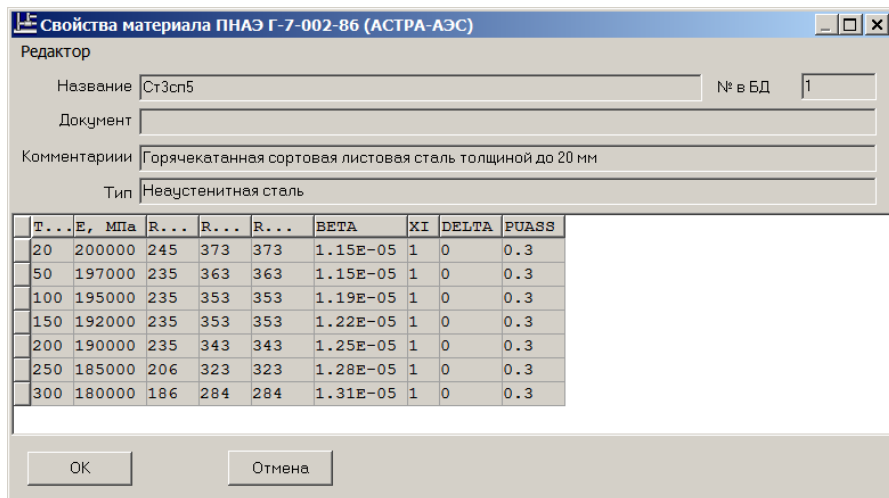 Свойства материала ПНАЭ Г-7-002-86 (АСТРА-АЭС)
Редактор
Название Ст3сп5 № в БД 1
Документ
Комментариии Горячекатанная сортовая листовая сталь толщиной до 20 мм
Тип Неаустенитная сталь
T... E, МПа R... R... R... BETA XI DELTA PUASS
20 200000 245 373 373 1.15E-05 1 0 0.3
50 197000 235 363 363 1.15E-05 1 0 0.3
100 195000 235 353 353 1.19E-05 1 0 0.3
150 192000 235 353 353 1.22E-05 1 0 0.3
200 190000 235 343 343 1.25E-05 1 0 0.3
250 185000 206 323 323 1.28E-05 1 0 0.3
300 180000 186 284 284 1.31E-05 1 0 0.3
OK Отмена